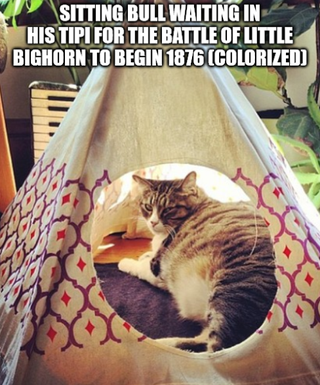 SITTING BULL WAITING IN
HIS TIPI FOR THE BATTLE OF LITTLE
BIGHORN TO BEGIN 1876 (COLORIZED)